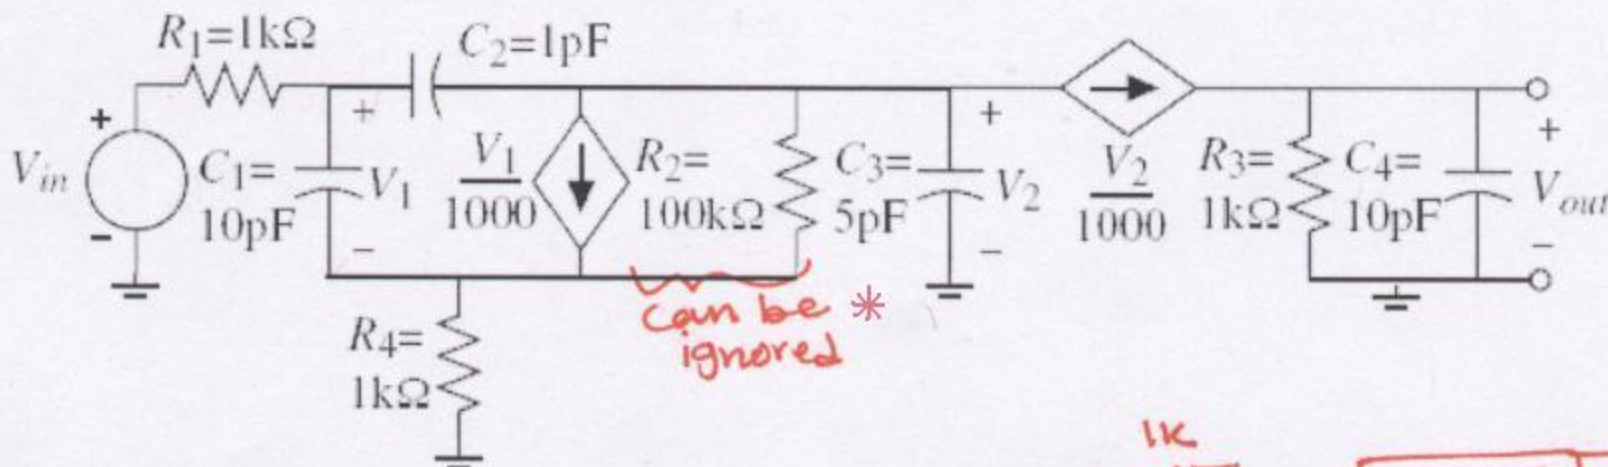 R1=1kΩ
C2=1pF
+
Vin
-
C1=
10pF
+
V1
-
V1
1000
R2=
100kΩ
C3=
5pF
+
V2
-
V2
1000
R3=
1kΩ
C4=
10pF
+
Vout
-
R4=
1kΩ
can be *
ignored
1K